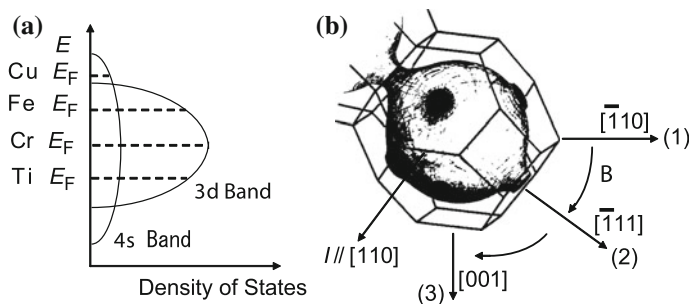 (a)
E
Cu E_F
Fe E_F
Cr E_F
Ti E_F
3d Band
4s Band
Density of States
(b)
[1̄10]
(1)
B
[1̄11]
(2)
I // [110]
[001]
(3)